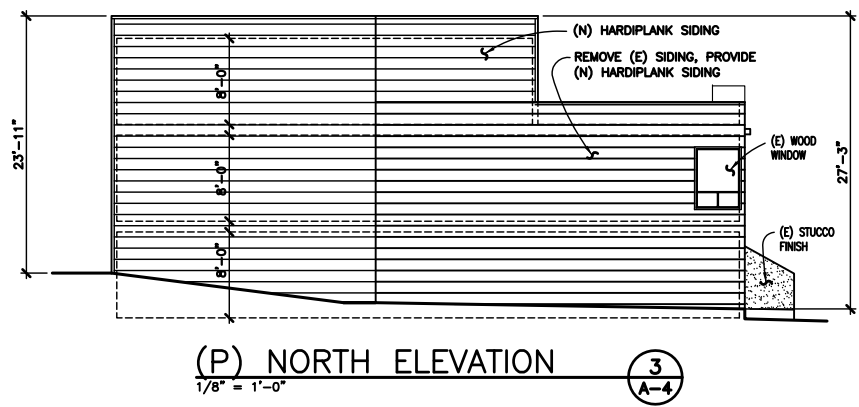 (N) HARDIPLANK SIDING
REMOVE (E) SIDING, PROVIDE
(N) HARDIPLANK SIDING
8'-0"
23'-11"
8'-0"
27'-3"
(E) WOOD
WINDOW
8'-0"
(E) STUCCO
FINISH
(P) NORTH ELEVATION
1/8" = 1'-0"
3
A-4